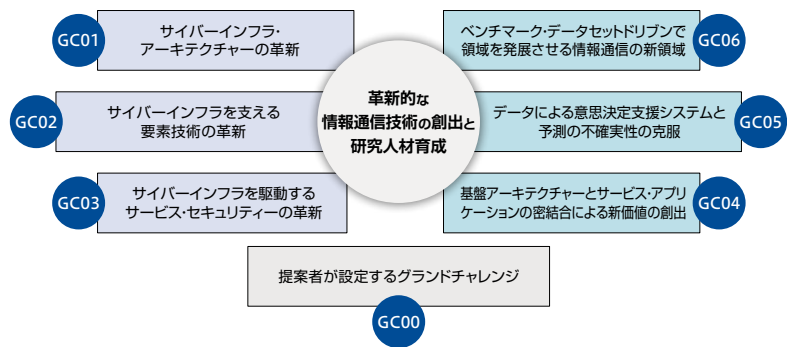 GC01
サイバーインフラ・
アーキテクチャーの革新
GC02
サイバーインフラを支える
要素技術の革新
GC03
サイバーインフラを駆動する
サービス・セキュリティーの革新
革新的な
情報通信技術の創出と
研究人材育成
ベンチマーク・データセットドリブンで
領域を発展させる情報通信の新領域
GC06
データによる意思決定支援システムと
予測の不確実性の克服
GC05
基盤アーキテクチャーとサービス・アプリ
ケーションの密結合による新価値の創出
GC04
提案者が設定するグランドチャレンジ
GC00